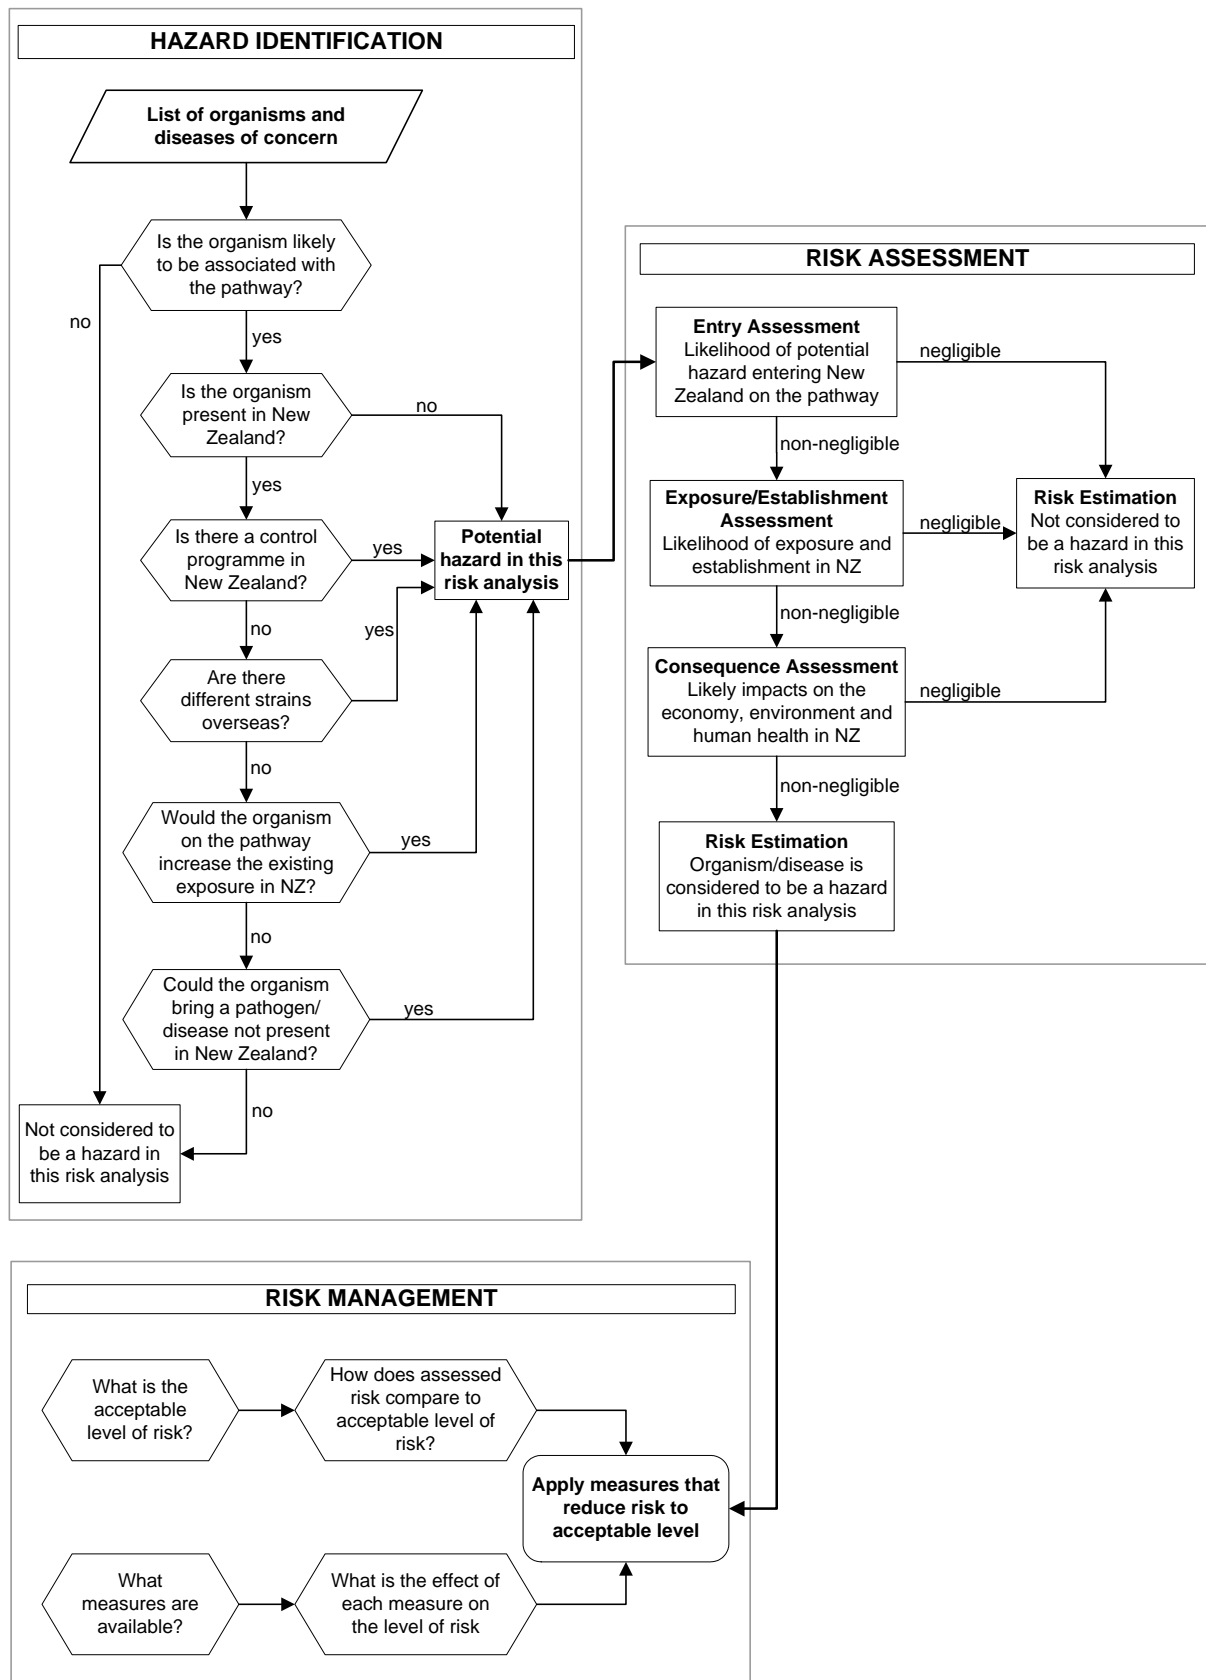 HAZARD IDENTIFICATION
List of organisms and
diseases of concern
Is the organism likely
to be associated with
the pathway?
no
yes
Is the organism
present in New
Zealand?
no
yes
Is there a control
programme in
New Zealand?
yes
no
Potential
hazard in this
risk analysis
Are there
different strains
overseas?
yes
no
Would the organism
on the pathway
increase the existing
exposure in NZ?
yes
no
Could the organism
bring a pathogen/
disease not present
in New Zealand?
yes
no
Not considered to
be a hazard in
this risk analysis
RISK ASSESSMENT
Entry Assessment
Likelihood of potential
hazard entering New
Zealand on the pathway
negligible
non-negligible
Exposure/Establishment
Assessment
Likelihood of exposure and
establishment in NZ
negligible
non-negligible
Risk Estimation
Not considered to
be a hazard in this
risk analysis
Consequence Assessment
Likely impacts on the
economy, environment and
human health in NZ
negligible
non-negligible
Risk Estimation
Organism/disease is
considered to be a hazard
in this risk analysis
RISK MANAGEMENT
What is the
acceptable
level of risk?
How does assessed
risk compare to
acceptable level of
risk?
Apply measures that
reduce risk to
acceptable level
What
measures are
available?
What is the effect of
each measure on
the level of risk